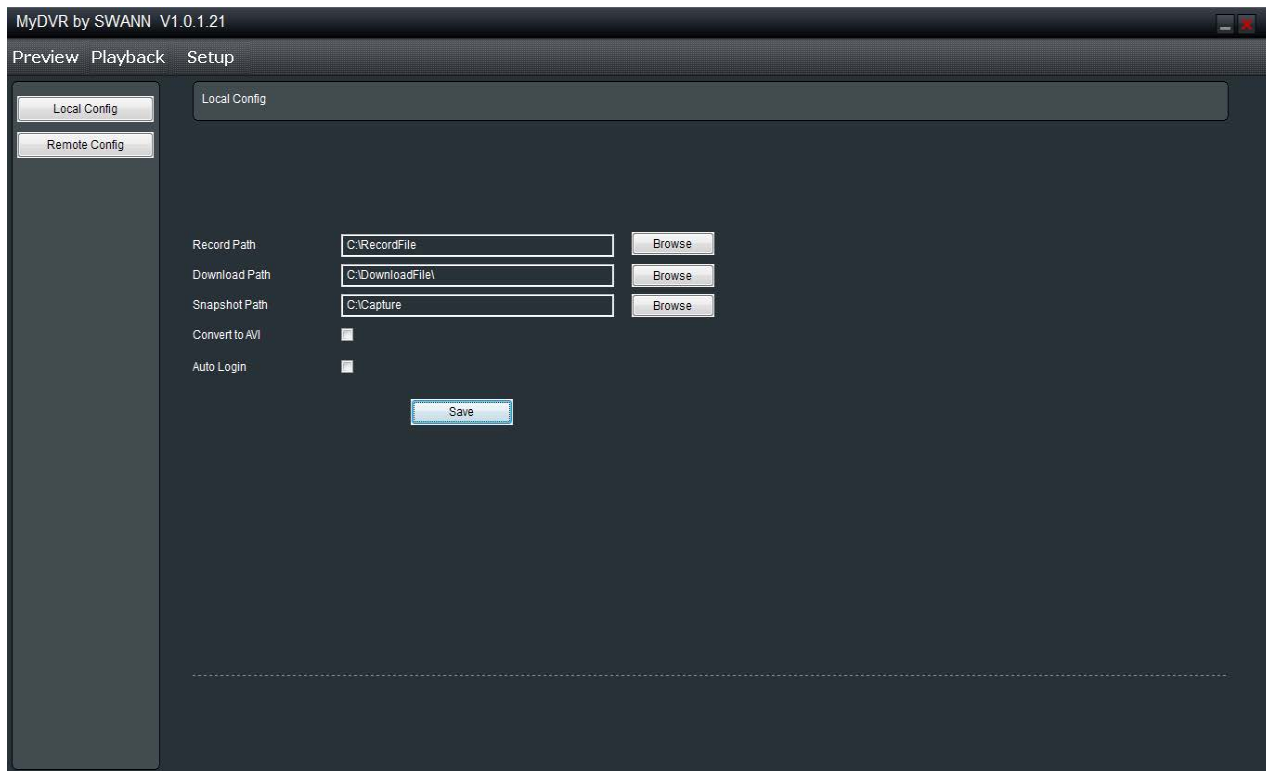 MyDVR by SWANN V1.0.1.21
Preview Playback Setup
Local Config
Remote Config
Local Config
Record Path C:\RecordFile Browse
Download Path C:\DownloadFile\ Browse
Snapshot Path C:\Capture Browse
Convert to AVI
Auto Login
Save